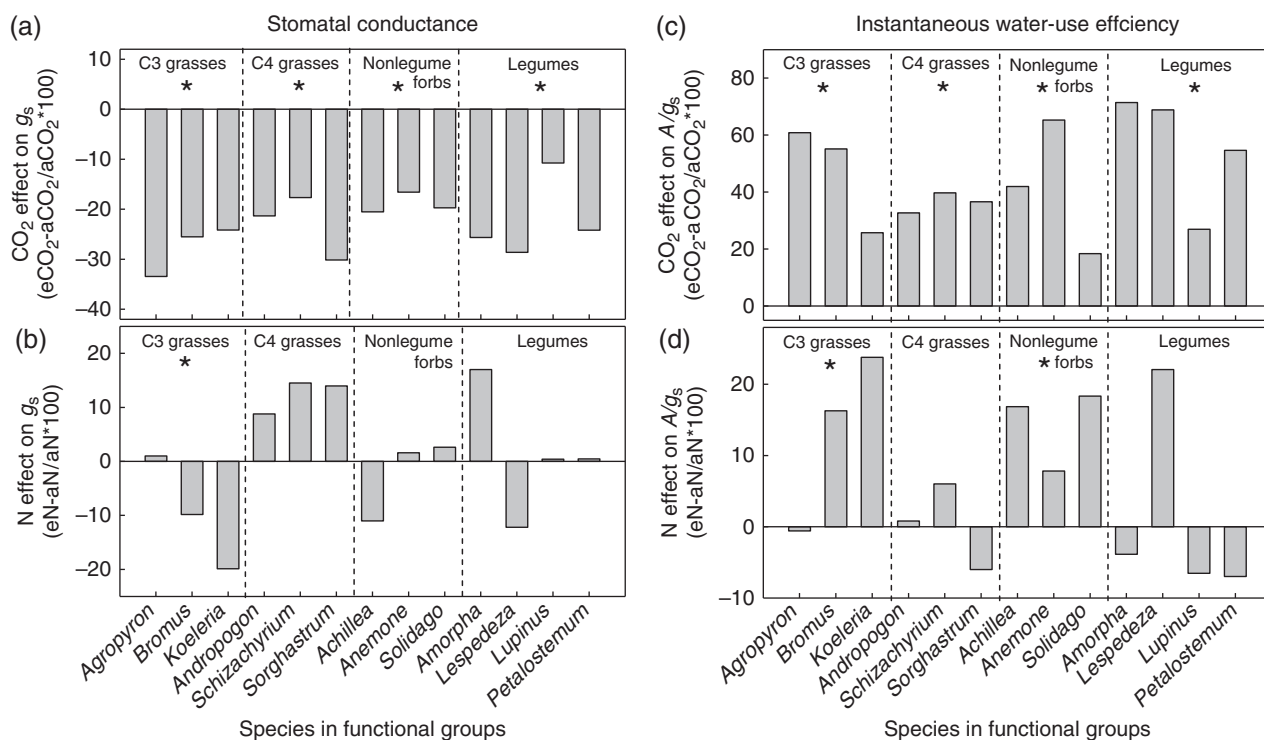 (a)
Stomatal conductance
C3 grasses
C4 grasses
Nonlegume
forbs
Legumes
*
*
*
*
10
0
−10
−20
−30
−40
CO2 effect on gs
(eCO2-aCO2/aCO2*100)
(b)
C3 grasses
C4 grasses
Nonlegume
forbs
Legumes
*
20
10
0
−10
−20
N effect on gs
(eN-aN/aN*100)
Agropyron
Bromus
Koeleria
Andropogon
Schizachyrium
Sorghastrum
Achillea
Anemone
Solidago
Amorpha
Lespedeza
Lupinus
Petalostemum
Species in functional groups
(c)
Instantaneous water-use effciency
C3 grasses
C4 grasses
Nonlegume
forbs
Legumes
*
*
*
*
80
60
40
20
0
CO2 effect on A/gs
(eCO2-aCO2/aCO2*100)
(d)
C3 grasses
C4 grasses
Nonlegume
forbs
Legumes
*
*
20
10
0
−10
N effect on A/gs
(eN-aN/aN*100)
Agropyron
Bromus
Koeleria
Andropogon
Schizachyrium
Sorghastrum
Achillea
Anemone
Solidago
Amorpha
Lespedeza
Lupinus
Petalostemum
Species in functional groups